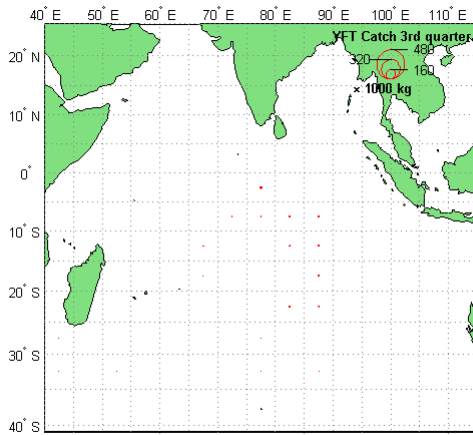 YFT Catch 3rd quarter.
480
320
160
× 1000 kg
20° N
10° N
0°
10° S
20° S
30° S
40° S
40° E 50° E 60° E 70° E 80° E 90° E 100° E 110° E